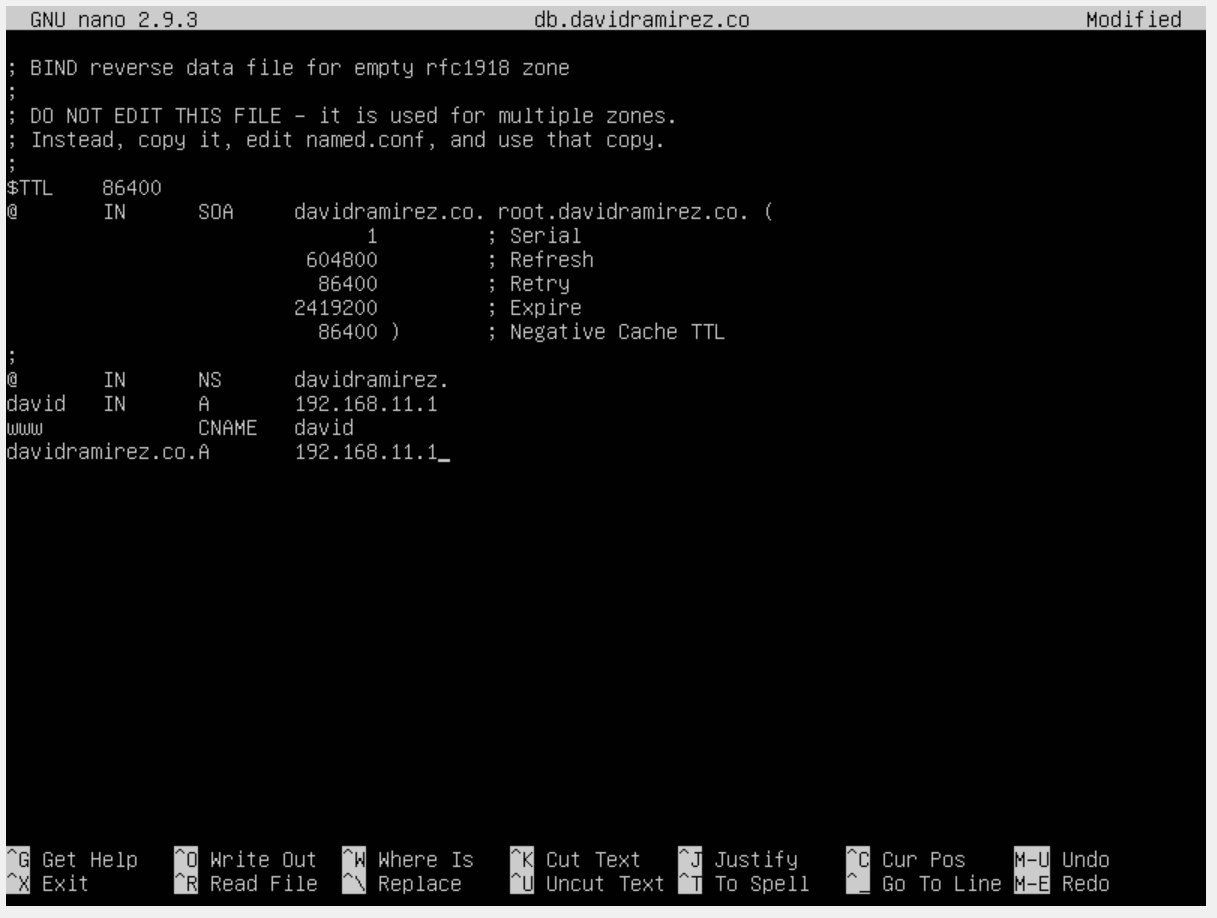 GNU nano 2.9.3 db.davidramirez.co Modified
; BIND reverse data file for empty rfc1918 zone
;
; DO NOT EDIT THIS FILE - it is used for multiple zones.
; Instead, copy it, edit named.conf, and use that copy.
;
$TTL 86400
@ IN SOA davidramirez.co. root.davidramirez.co. (
1 ; Serial
604800 ; Refresh
86400 ; Retry
2419200 ; Expire
86400 ) ; Negative Cache TTL
;
@ IN NS davidramirez.
david IN A 192.168.11.1
www CNAME david
davidramirez.co.A 192.168.11.1_
^G Get Help ^O Write Out ^W Where Is ^K Cut Text ^J Justify ^C Cur Pos M-U Undo
^X Exit ^R Read File ^\ Replace ^U Uncut Text ^T To Spell ^_ Go To Line M-E Redo